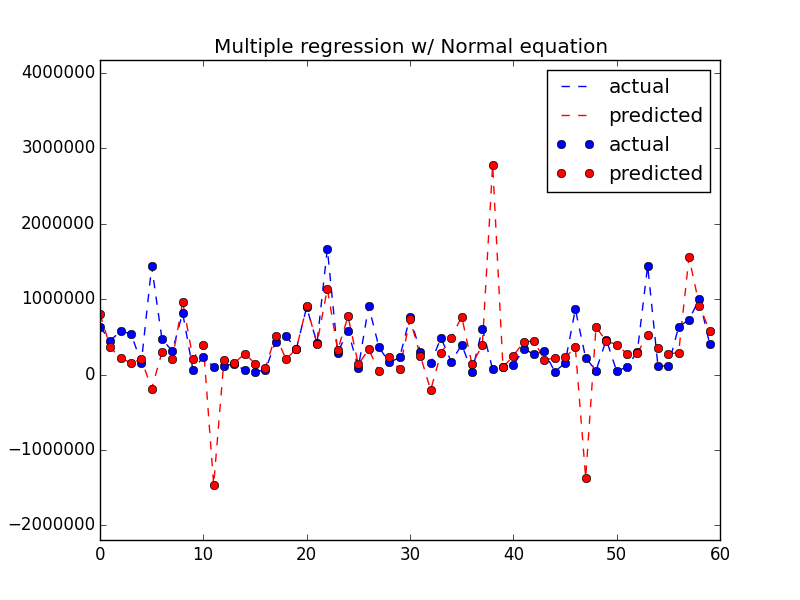 Multiple regression w/ Normal equation
4000000
3000000
2000000
1000000
0
−1000000
−2000000
0 10 20 30 40 50 60
actual
predicted
actual
predicted